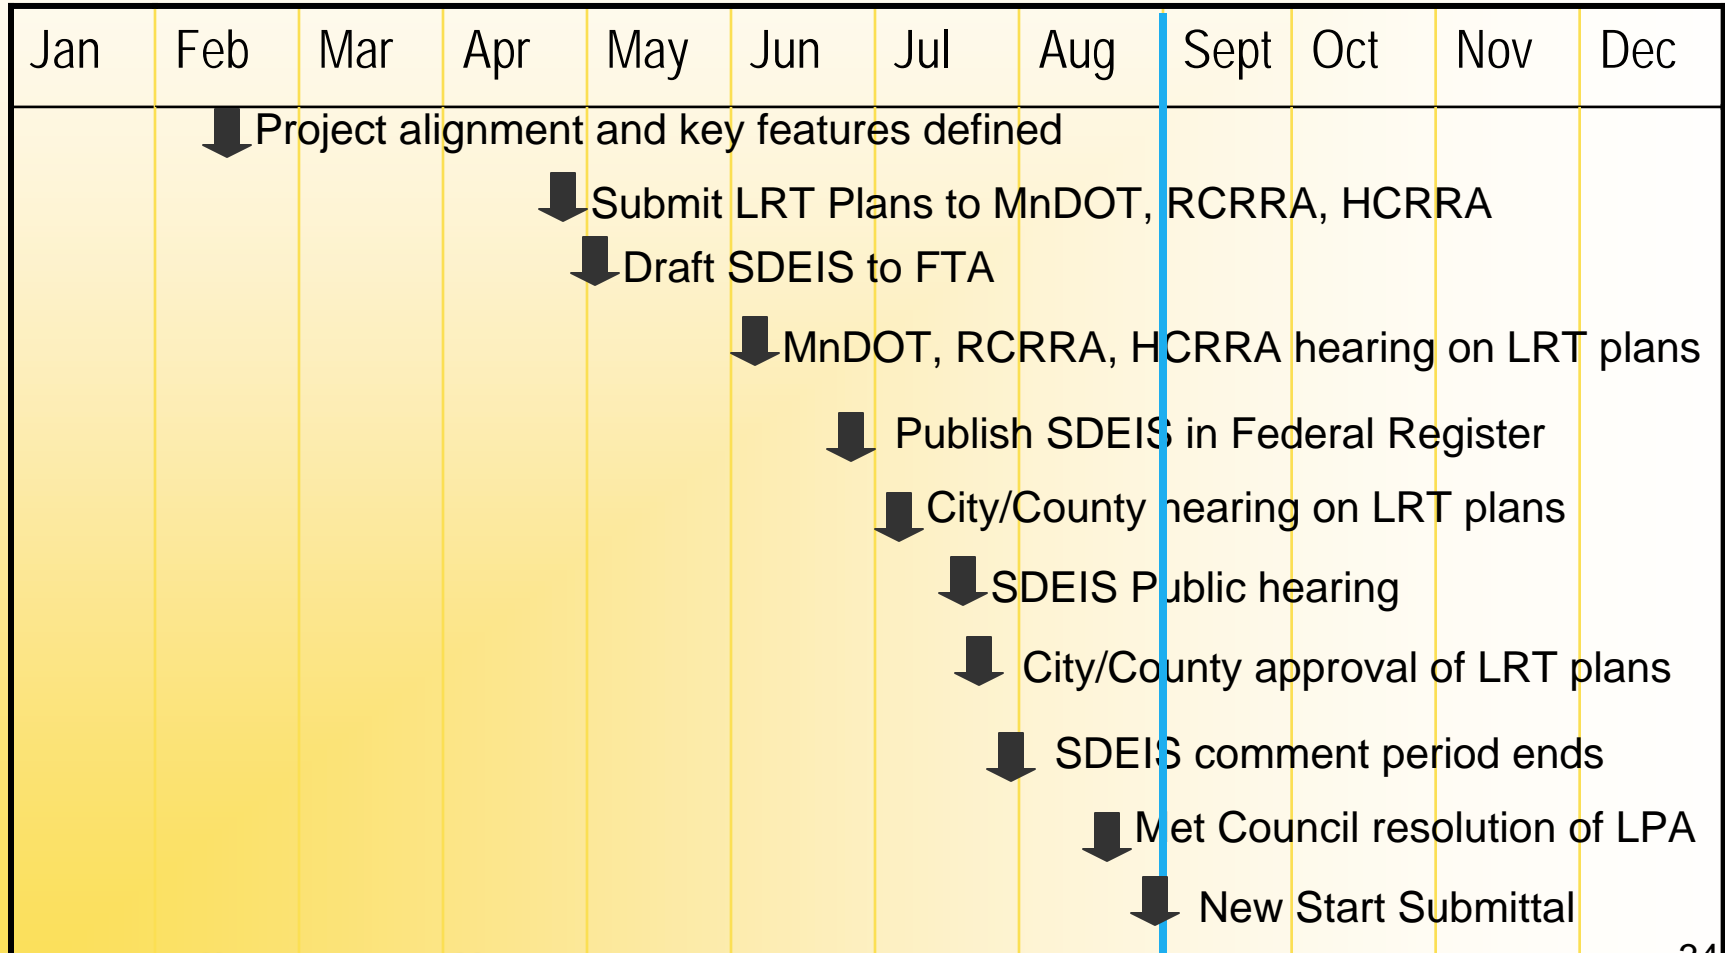 Jan Feb Mar Apr May Jun Jul Aug Sept Oct Nov Dec
Project alignment and key features defined
Submit LRT Plans to MnDOT, RCRRA, HCRRA
Draft SDEIS to FTA
MnDOT, RCRRA, HCRRA hearing on LRT plans
Publish SDEIS in Federal Register
City/County hearing on LRT plans
SDEIS Public hearing
City/County approval of LRT plans
SDEIS comment period ends
Met Council resolution of LPA
New Start Submittal